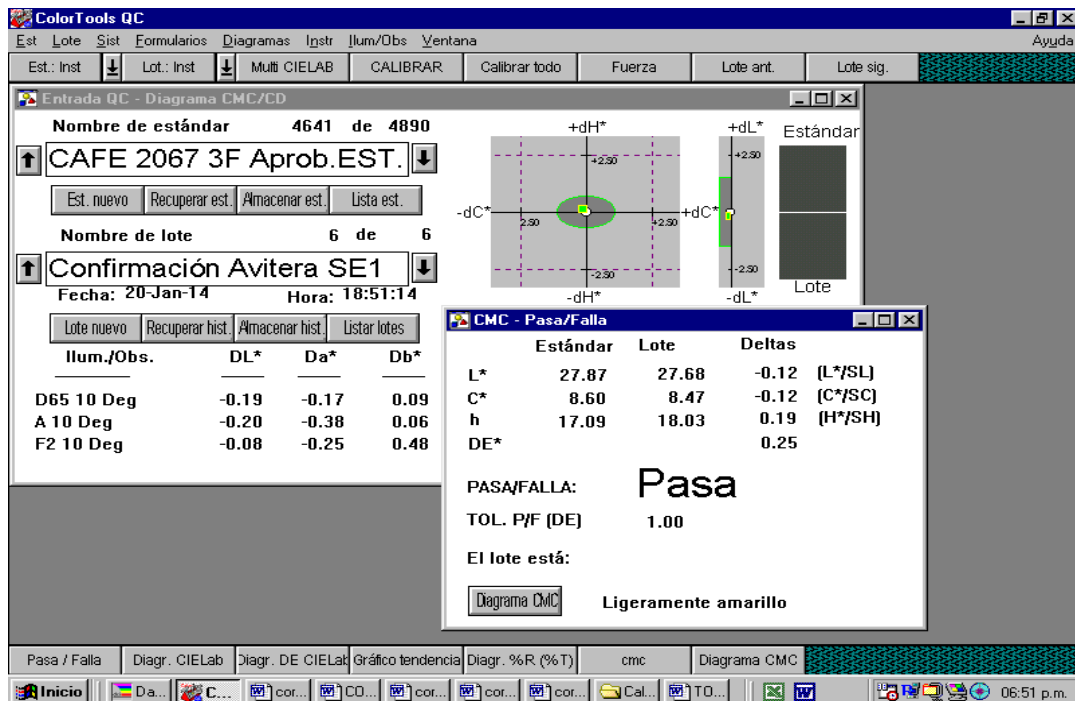 ColorTools QC
Est Lote Sist Formularios Diagramas Instr Ilum/Obs Ventana Ayuda
Est.: Inst Lot.: Inst Multi CIELAB CALIBRAR Calibrar todo Fuerza Lote ant. Lote sig.
Entrada QC - Diagrama CMC/CD
Nombre de estándar 4641 de 4890
CAFE 2067 3F Aprob.EST.
Est. nuevo Recuperar est. Almacenar est. Lista est.
Nombre de lote 6 de 6
Confirmación Avitera SE1
Fecha: 20-Jan-14 Hora: 18:51:14
Lote nuevo Recuperar hist. Almacenar hist. Listar lotes
Ilum./Obs. DL* Da* Db*
D65 10 Deg -0.19 -0.17 0.09
A 10 Deg -0.20 -0.38 0.06
F2 10 Deg -0.08 -0.25 0.48
+dH* +dL* Estándar
+2.50 +2.50
-dC* 2.50 +2.50 +dC*
-2.50 -2.50
-dH* -dL* Lote
CMC - Pasa/Falla
Estándar Lote Deltas
L* 27.87 27.68 -0.12 (L*/SL)
C* 8.60 8.47 -0.12 (C*/SC)
h 17.09 18.03 0.19 (H*/SH)
DE* 0.25
PASA/FALLA: Pasa
TOL. P/F (DE) 1.00
El lote está:
Diagrama CMC Ligeramente amarillo
Pasa / Falla Diagr. CIELab Diagr. DE CIELab Gráfico tendencia Diagr. %R (%T) cmc Diagrama CMC
Inicio Da... C... cor... CO... cor... cor... cor... Cal... TO... 06:51 p.m.